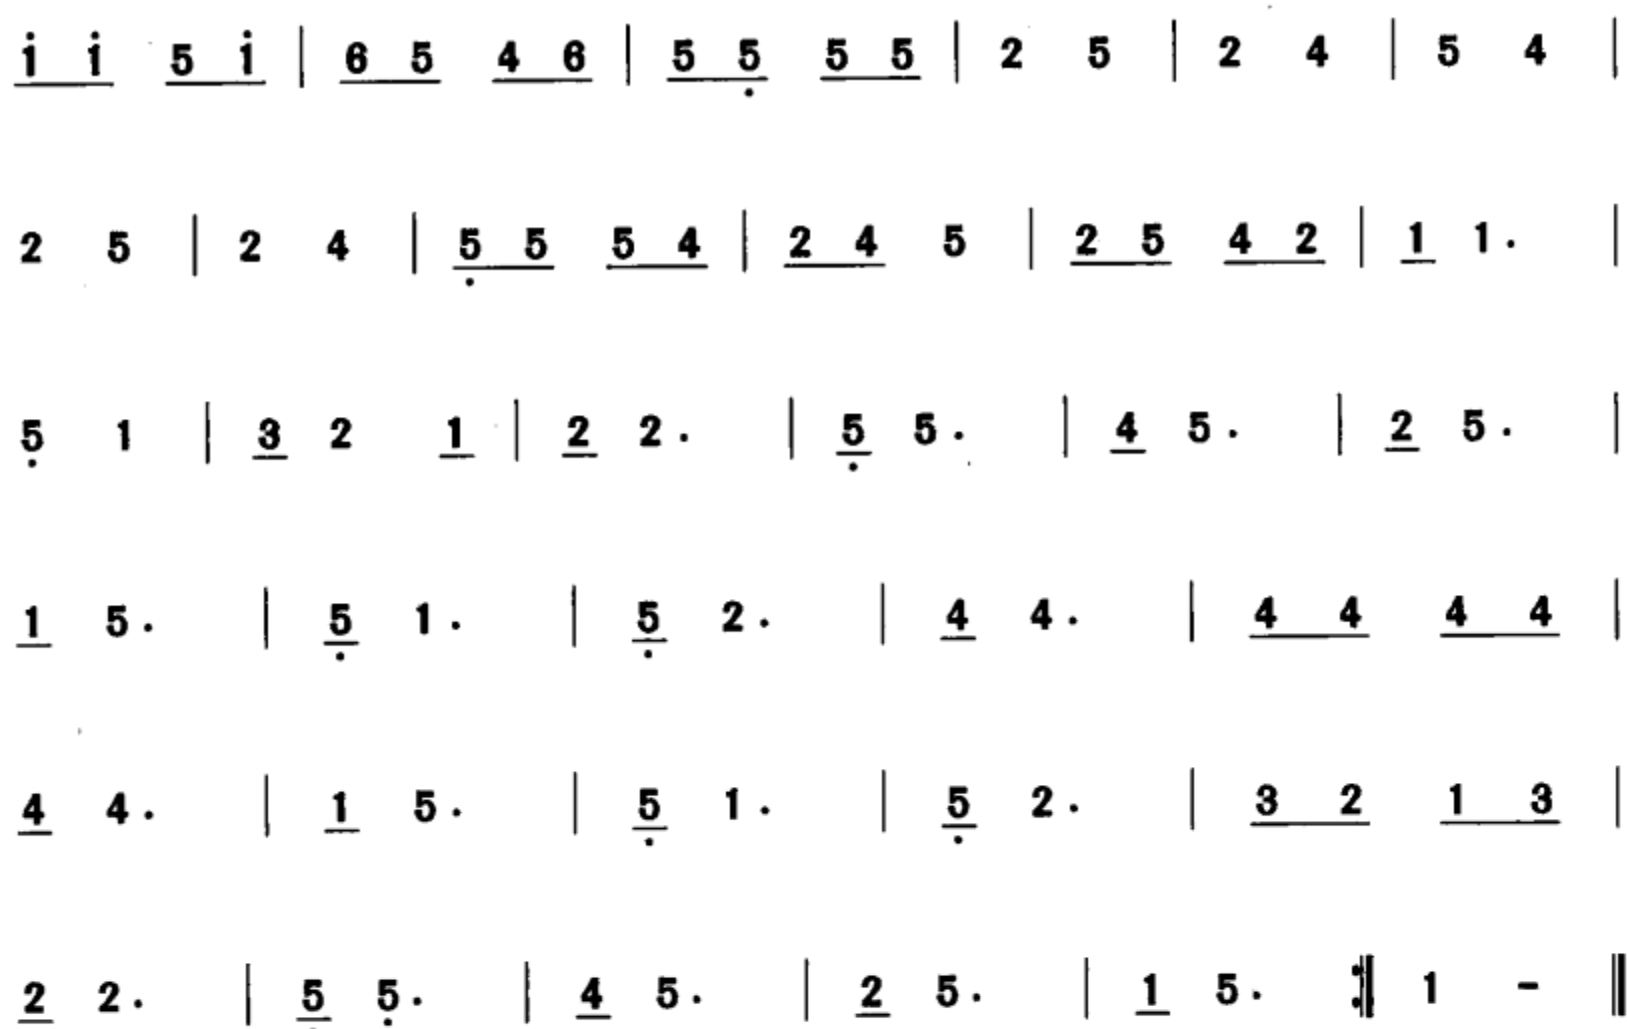 i i 5 i | 6 5 4 6 | 5 5̣ 5 5 | 2 5 | 2 4 | 5 4 |
2 5 | 2 4 | 5̣ 5 5 4 | 2 4 5 | 2 5 4 2 | 1 1. |
5̣ 1 | 3 2 1 | 2 2. | 5̣ 5. | 4 5. | 2 5. |
1 5. | 5̣ 1. | 5̣ 2. | 4 4. | 4 4 4 4 |
4 4. | 1 5. | 5̣ 1. | 5̣ 2. | 3 2 1 3 |
2 2. | 5̣ 5̣. | 4 5. | 2 5. | 1 5. :‖ 1 - ‖